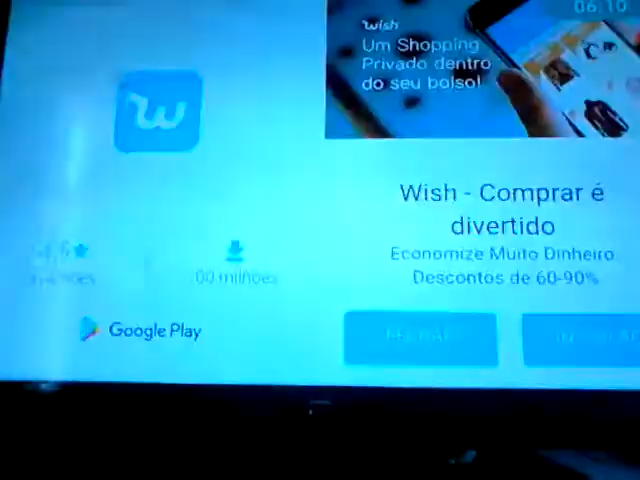 06:10
wish
Um Shopping
Privado dentro
do seu bolso!
Wish - Comprar é
divertido
Economize Muito Dinheiro.
Descontos de 60-90%
milhões
Google Play